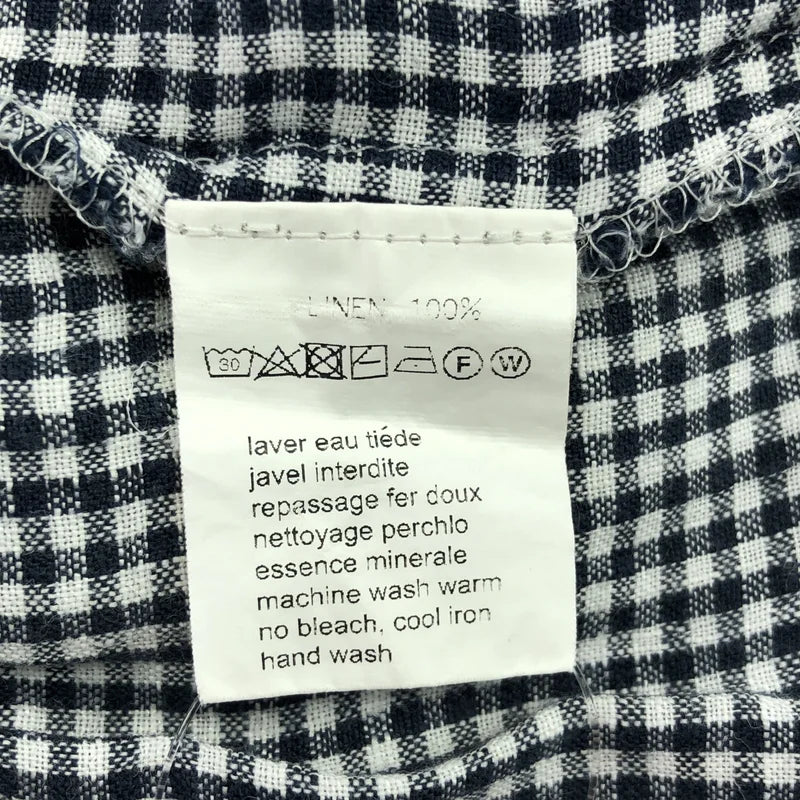 LINEN 100%
30 F W
laver eau tiéde
javel interdite
repassage fer doux
nettoyage perchlo
essence minerale
machine wash warm
no bleach, cool iron
hand wash